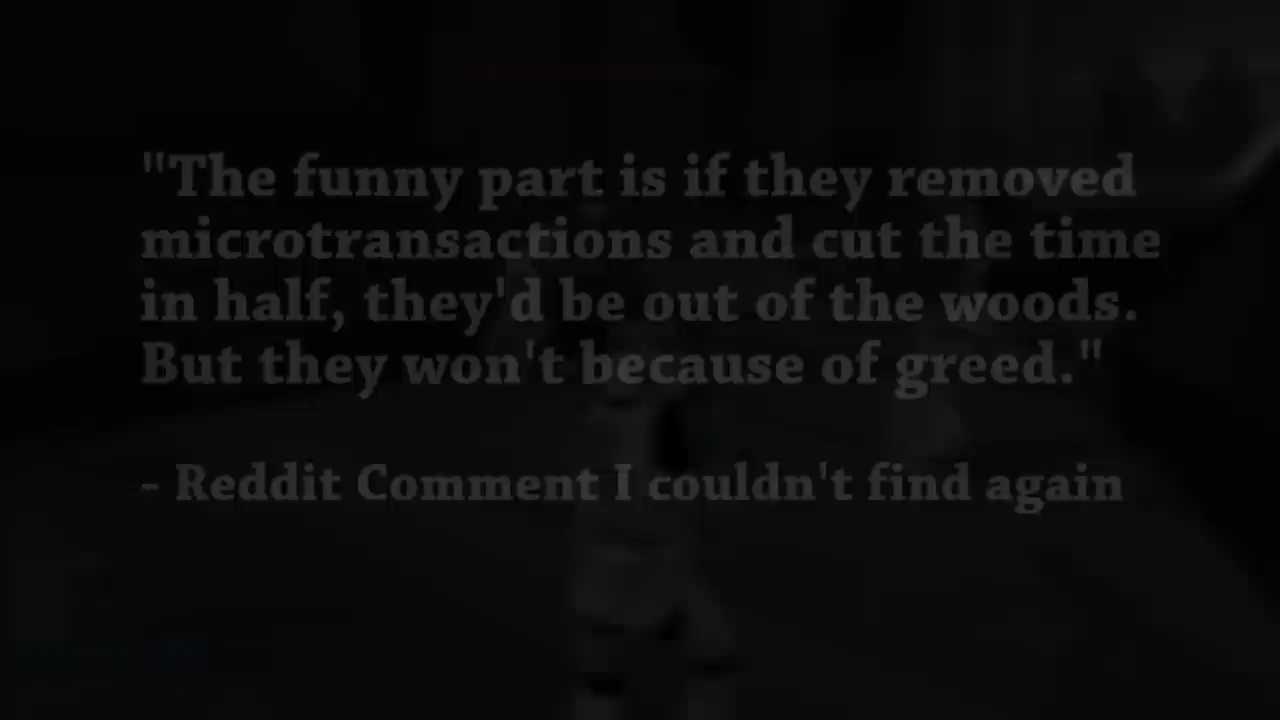 "The funny part is if they removed
microtransactions and cut the time
in half, they'd be out of the woods.
But they won't because of greed."
- Reddit Comment I couldn't find again